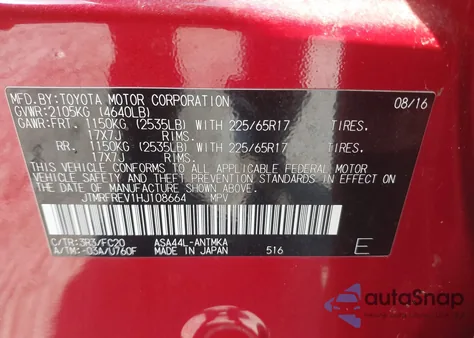 MFD.BY:TOYOTA MOTOR CORPORATION 08/16
GVWR:2105KG (4640LB)
GAWR:FRT. 1150KG (2535LB) WITH 225/65R17 TIRES.
17X7J RIMS.
RR. 1150KG (2535LB) WITH 225/65R17 TIRES.
17X7J RIMS.
THIS VEHICLE CONFORMS TO ALL APPLICABLE FEDERAL MOTOR
VEHICLE SAFETY AND THEFT PREVENTION STANDARDS IN EFFECT
ON THE DATE OF MANUFACTURE SHOWN ABOVE.
JTMRFREV1HJ108664 MPV
C/TR:3R3/FC20 ASA44L-ANTMKA
A/TM:-03A/U760F MADE IN JAPAN 516 E
autoSnap